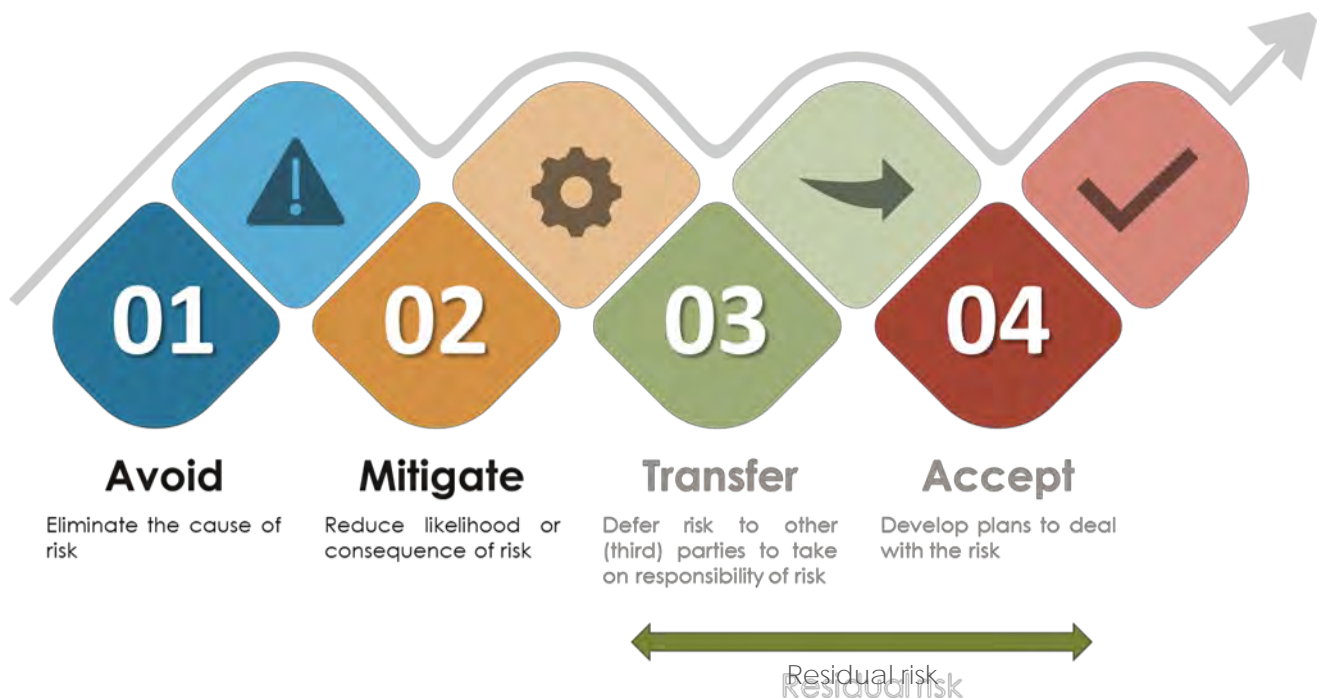 01
02
03
04
Avoid
Eliminate the cause of
risk
Mitigate
Reduce likelihood or
consequence of risk
Transfer
Defer risk to other
(third) parties to take
on responsibility of risk
Accept
Develop plans to deal
with the risk
Residual risk
Residual risk